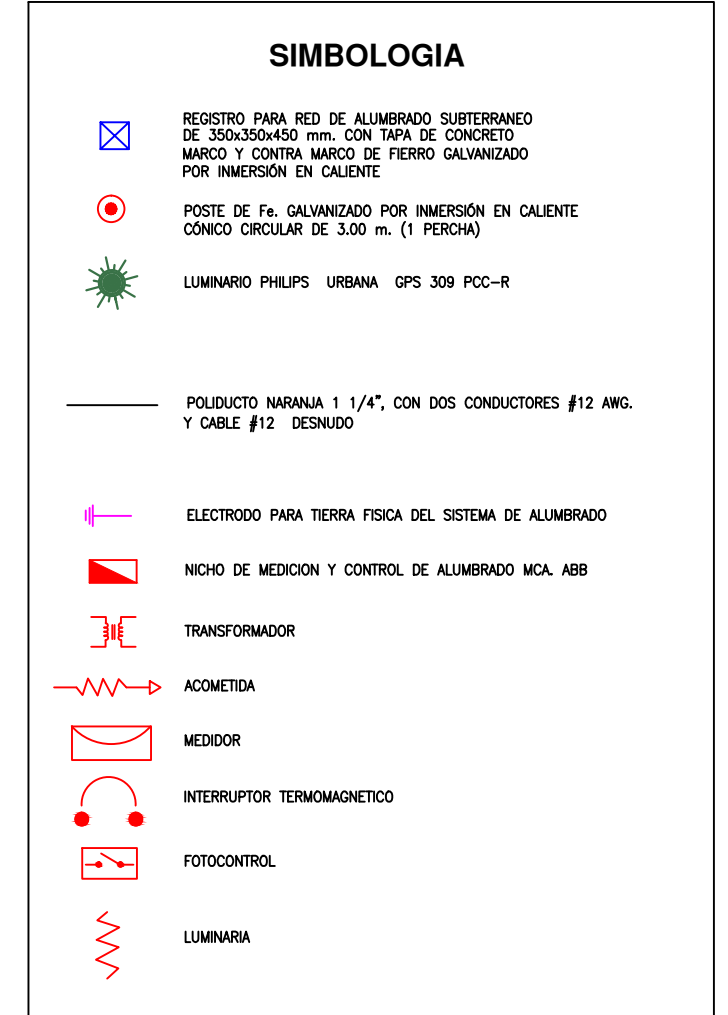 SIMBOLOGIA
REGISTRO PARA RED DE ALUMBRADO SUBTERRANEO
DE 350x350x450 mm. CON TAPA DE CONCRETO
MARCO Y CONTRA MARCO DE FIERRO GALVANIZADO
POR INMERSIÓN EN CALIENTE
POSTE DE Fe. GALVANIZADO POR INMERSIÓN EN CALIENTE
CÓNICO CIRCULAR DE 3.00 m. (1 PERCHA)
LUMINARIO PHILIPS URBANA GPS 309 PCC-R
POLIDUCTO NARANJA 1 1/4", CON DOS CONDUCTORES #12 AWG.
Y CABLE #12 DESNUDO
ELECTRODO PARA TIERRA FISICA DEL SISTEMA DE ALUMBRADO
NICHO DE MEDICION Y CONTROL DE ALUMBRADO MCA. ABB
TRANSFORMADOR
ACOMETIDA
MEDIDOR
INTERRUPTOR TERMOMAGNETICO
FOTOCONTROL
LUMINARIA